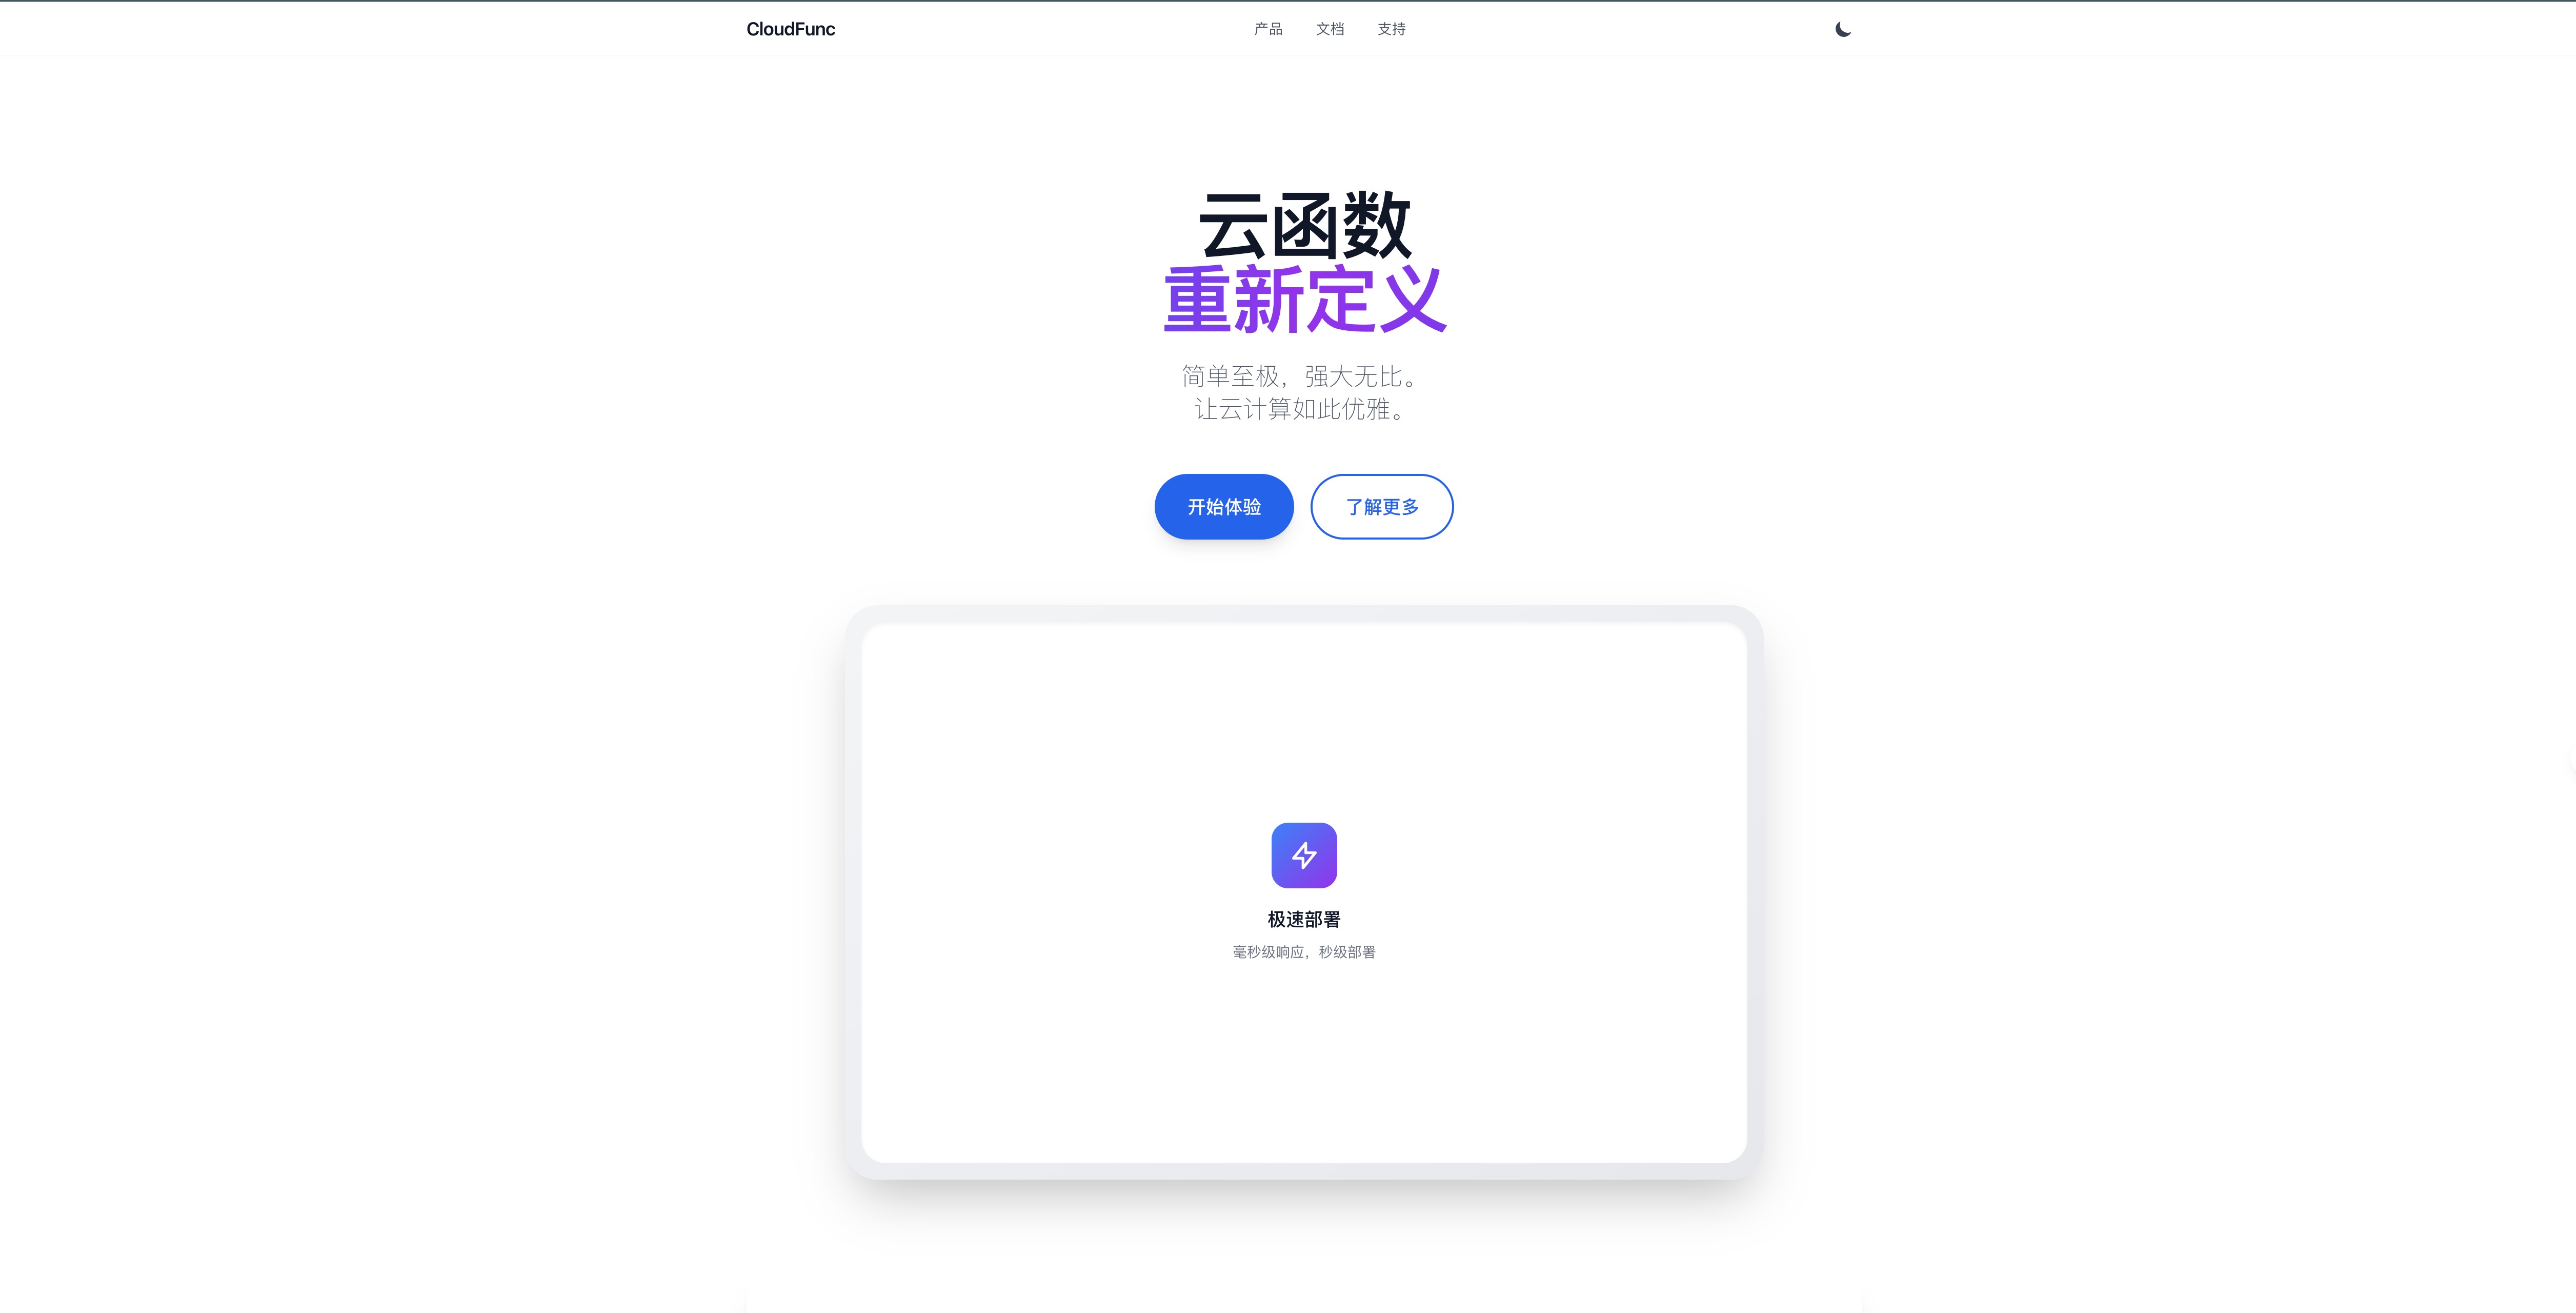 CloudFunc
产品
文档
支持
云函数
重新定义
简单至极，强大无比。
让云计算如此优雅。
开始体验
了解更多
极速部署
毫秒级响应，秒级部署